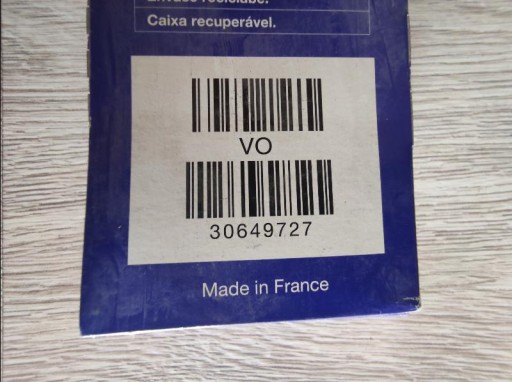 Caixa recuperável.
VO
30649727
Made in France